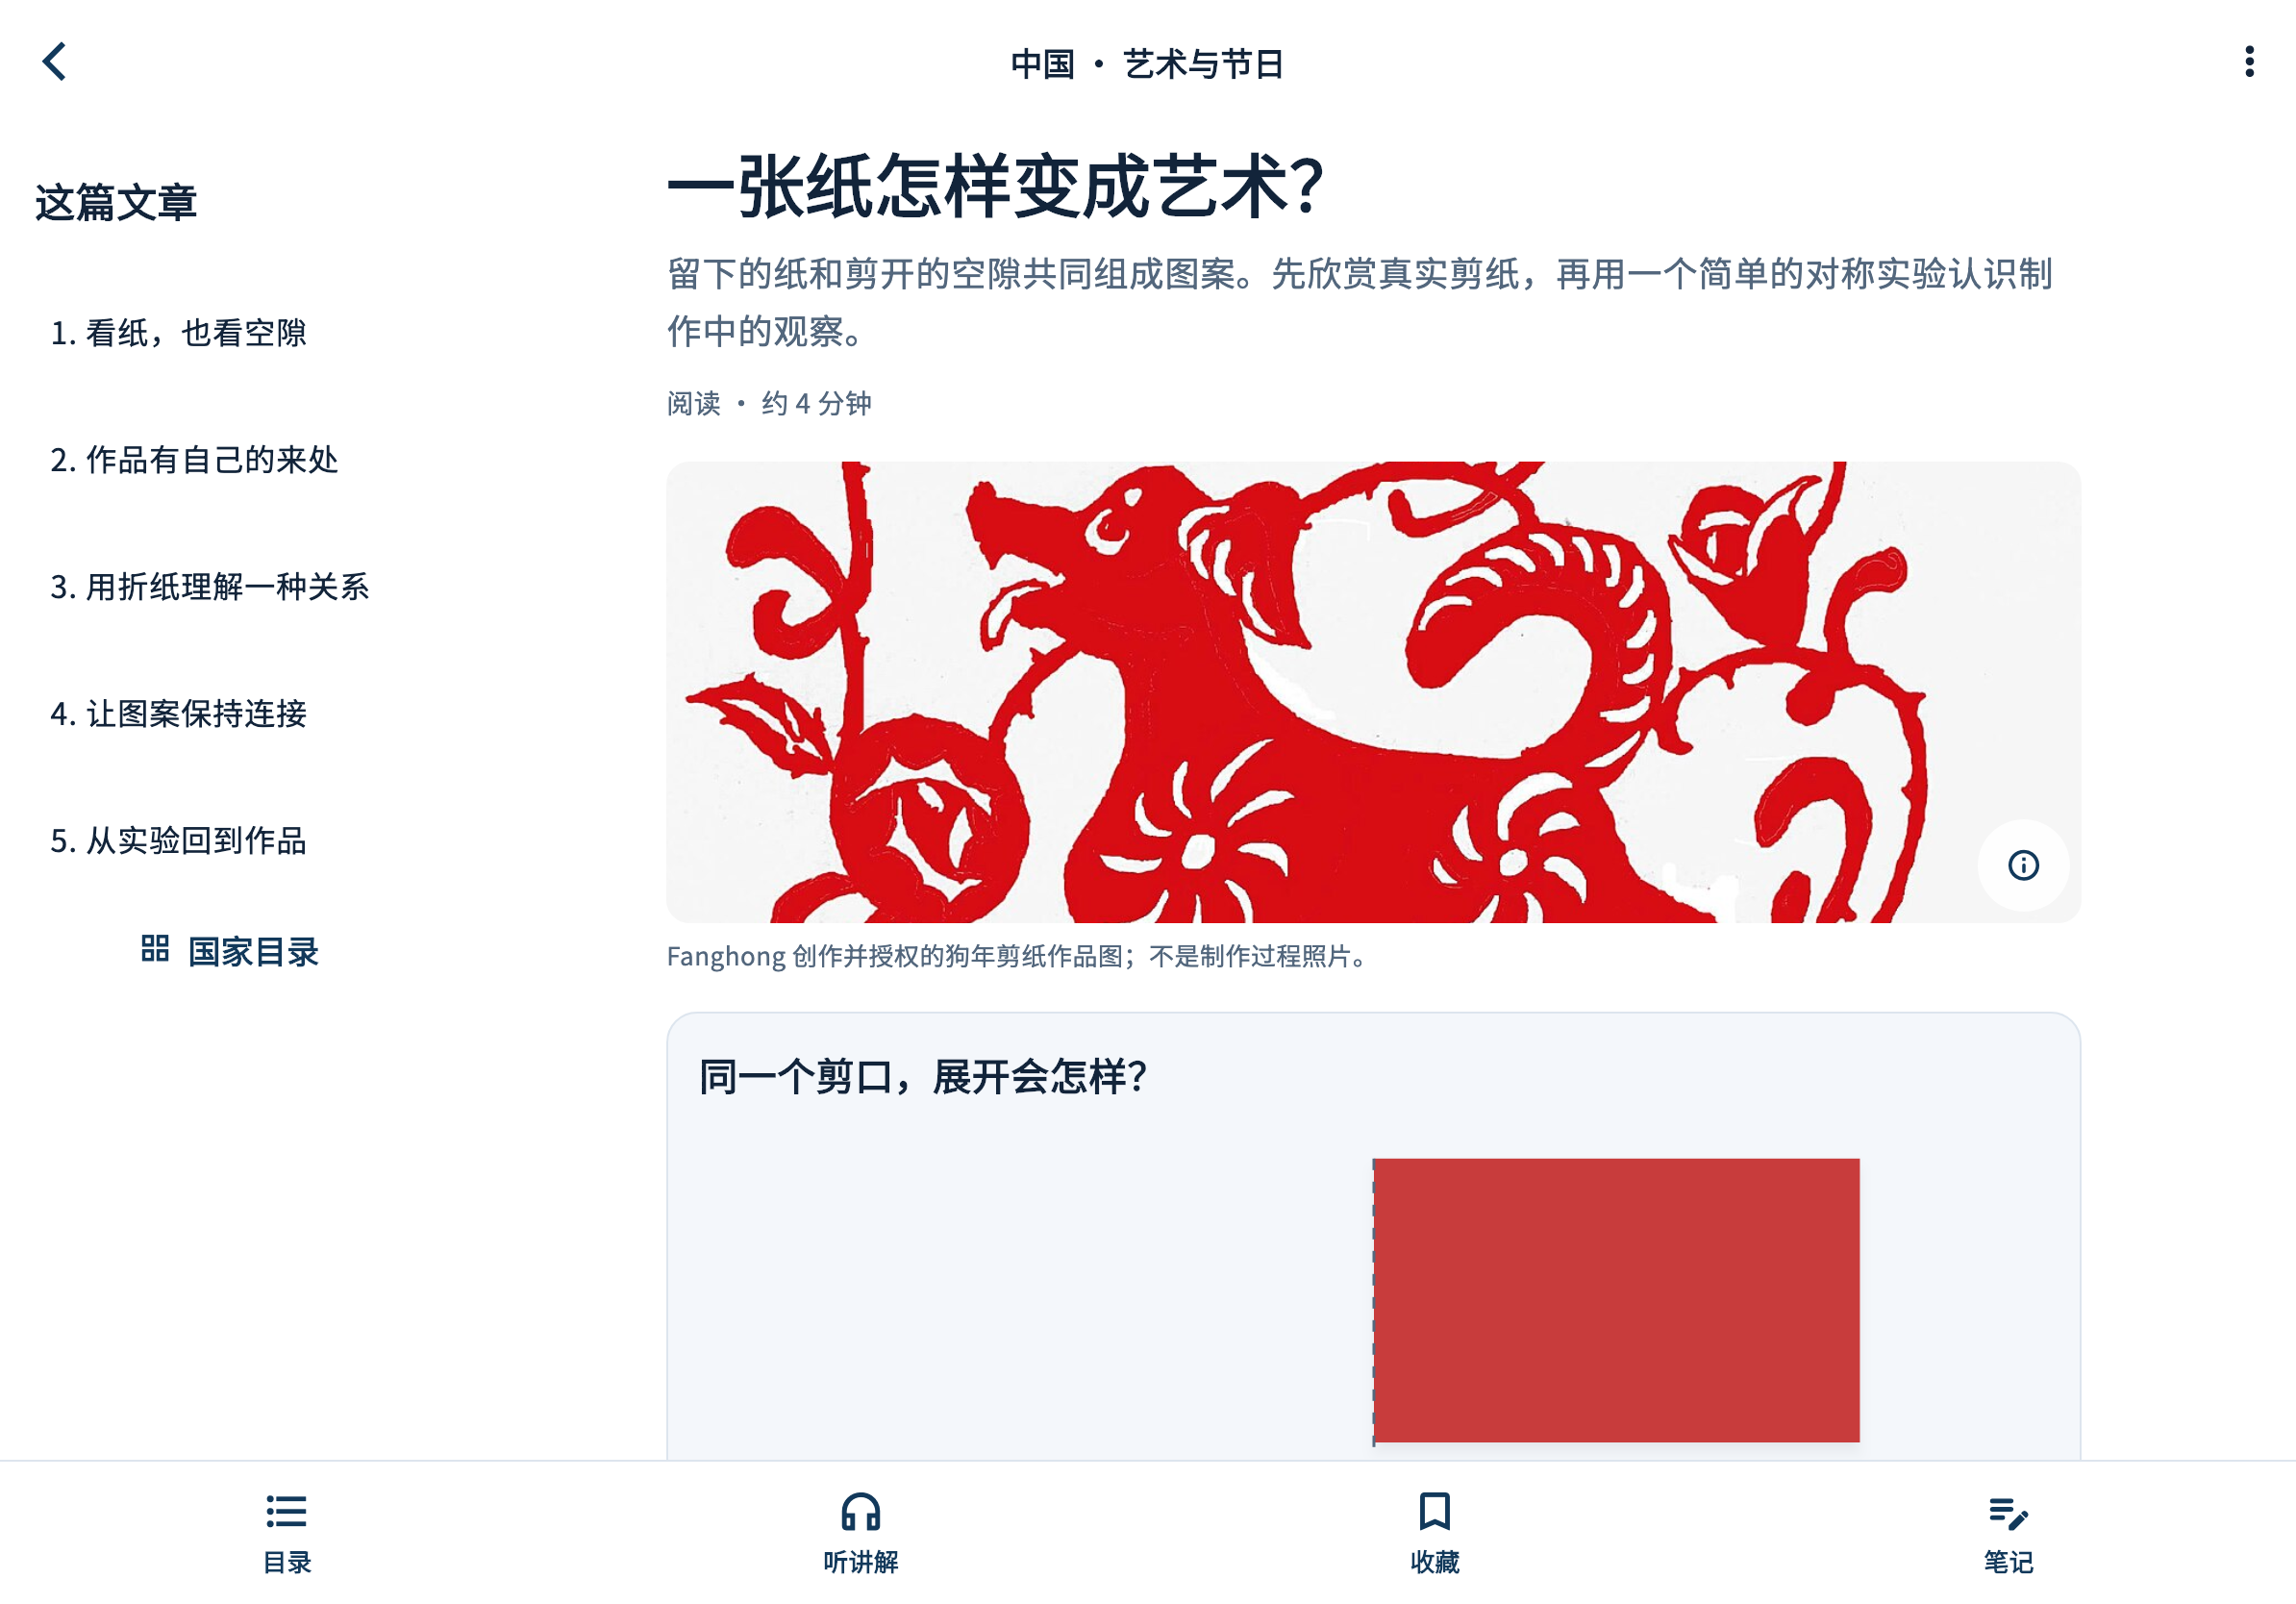 中国 · 艺术与节日
这篇文章
1. 看纸，也看空隙
2. 作品有自己的来处
3. 用折纸理解一种关系
4. 让图案保持连接
5. 从实验回到作品
国家目录
一张纸怎样变成艺术？
留下的纸和剪开的空隙共同组成图案。先欣赏真实剪纸，再用一个简单的对称实验认识制
作中的观察。
阅读 · 约 4 分钟
Fanghong 创作并授权的狗年剪纸作品图；不是制作过程照片。
同一个剪口，展开会怎样？
目录
听讲解
收藏
笔记